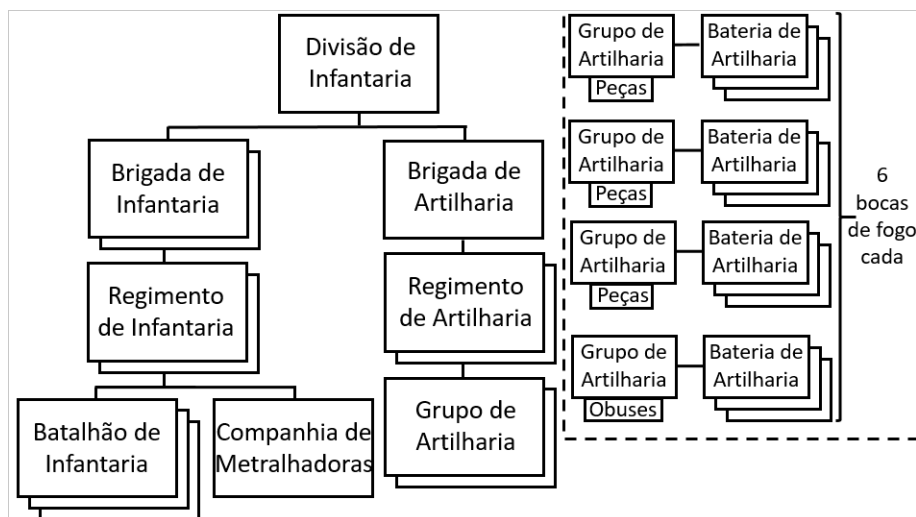 Divisão de
Infantaria
Brigada de
Infantaria
Brigada de
Artilharia
Regimento
de Infantaria
Regimento
de Artilharia
Batalhão de
Infantaria
Companhia de
Metralhadoras
Grupo de
Artilharia
Grupo de
Artilharia
Peças
Bateria de
Artilharia
Grupo de
Artilharia
Peças
Bateria de
Artilharia
Grupo de
Artilharia
Peças
Bateria de
Artilharia
Grupo de
Artilharia
Obuses
Bateria de
Artilharia
6
bocas
de fogo
cada